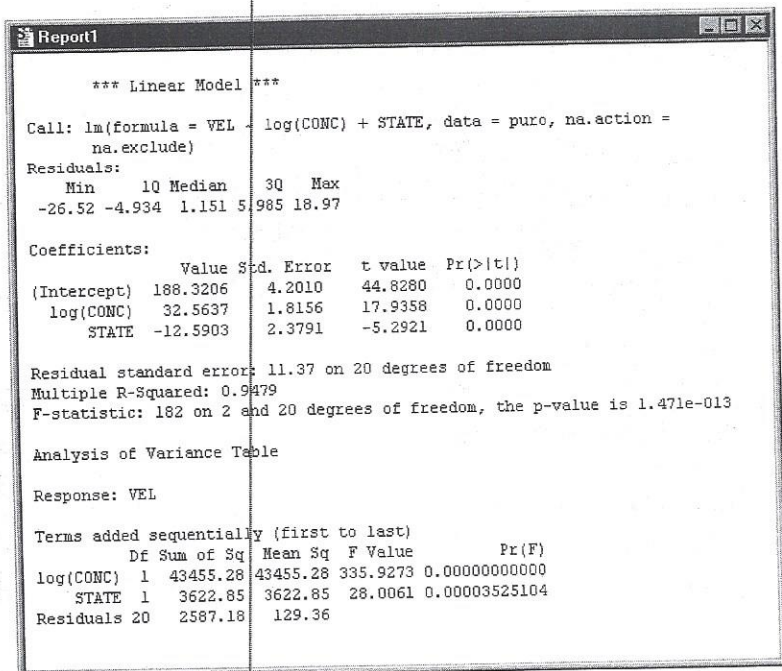 Report1
*** Linear Model ***
Call: lm(formula = VEL ~ log(CONC) + STATE, data = puro, na.action =
na.exclude)
Residuals:
Min 1Q Median 3Q Max
-26.52 -4.934 1.151 5.985 18.97
Coefficients:
Value Std. Error t value Pr(>|t|)
(Intercept) 188.3206 4.2010 44.8280 0.0000
log(CONC) 32.5637 1.8156 17.9358 0.0000
STATE -12.5903 2.3791 -5.2921 0.0000
Residual standard error: 11.37 on 20 degrees of freedom
Multiple R-Squared: 0.9479
F-statistic: 182 on 2 and 20 degrees of freedom, the p-value is 1.471e-013
Analysis of Variance Table
Response: VEL
Terms added sequentially (first to last)
Df Sum of Sq Mean Sq F Value Pr(F)
log(CONC) 1 43455.28 43455.28 335.9273 0.00000000000
STATE 1 3622.85 3622.85 28.0061 0.00003525104
Residuals 20 2587.18 129.36